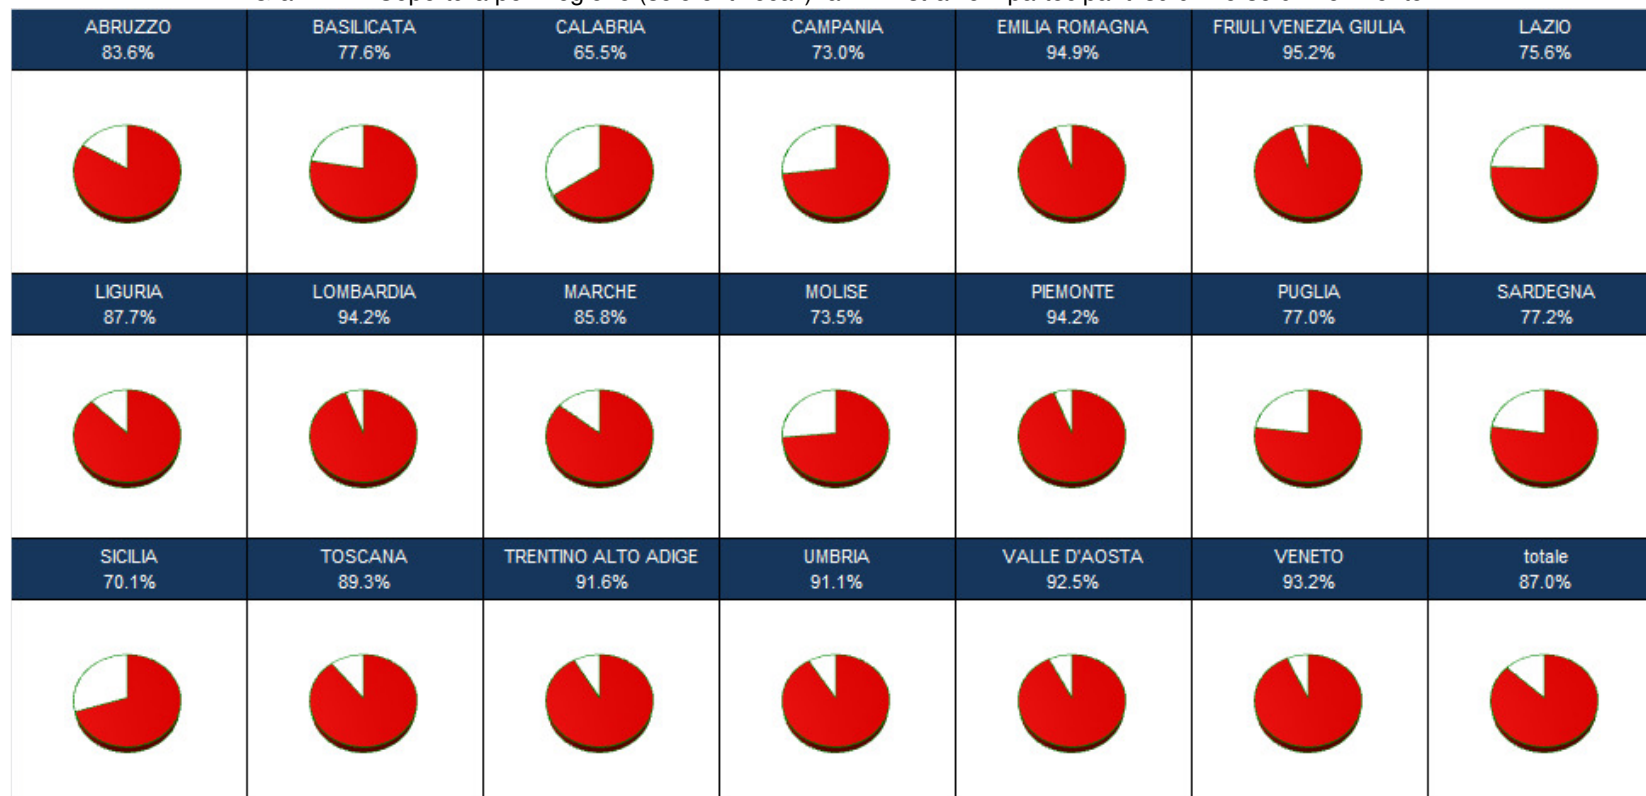 per
ABRUZZO
83.6%
BASILICATA
77.6%
CALABRIA
65.5%
CAMPANIA
73.0%
EMILIA ROMAGNA
94.9%
FRIULI VENEZIA GIULIA
95.2%
LAZIO
75.6%
LIGURIA
87.7%
LOMBARDIA
94.2%
MARCHE
85.8%
MOLISE
73.5%
PIEMONTE
94.2%
PUGLIA
77.0%
SARDEGNA
77.2%
SICILIA
70.1%
TOSCANA
89.3%
TRENTINO ALTO ADIGE
91.6%
UMBRIA
91.1%
VALLE D'AOSTA
92.5%
VENETO
93.2%
totale
87.0%